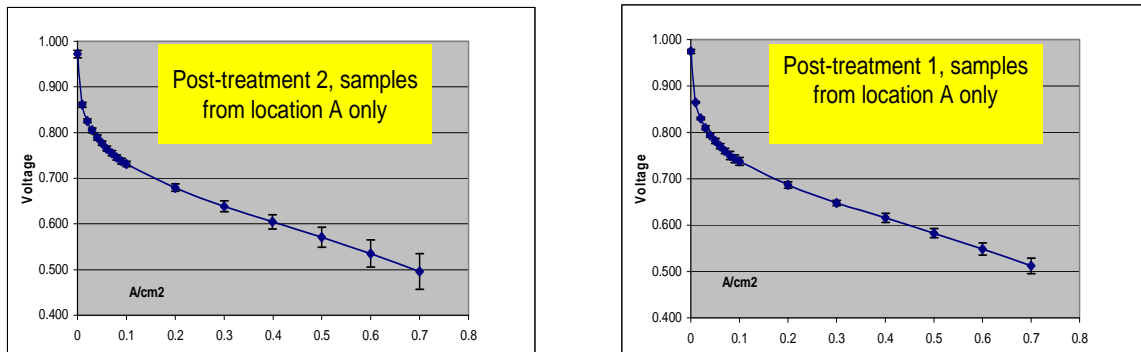 1.000
0.900
0.800
0.700
0.600
0.500
0.400
Voltage
Post-treatment 2, samples
from location A only
A/cm2
0 0.1 0.2 0.3 0.4 0.5 0.6 0.7 0.8
1.000
0.900
0.800
0.700
0.600
0.500
0.400
Voltage
Post-treatment 1, samples
from location A only
A/cm2
0 0.1 0.2 0.3 0.4 0.5 0.6 0.7 0.8